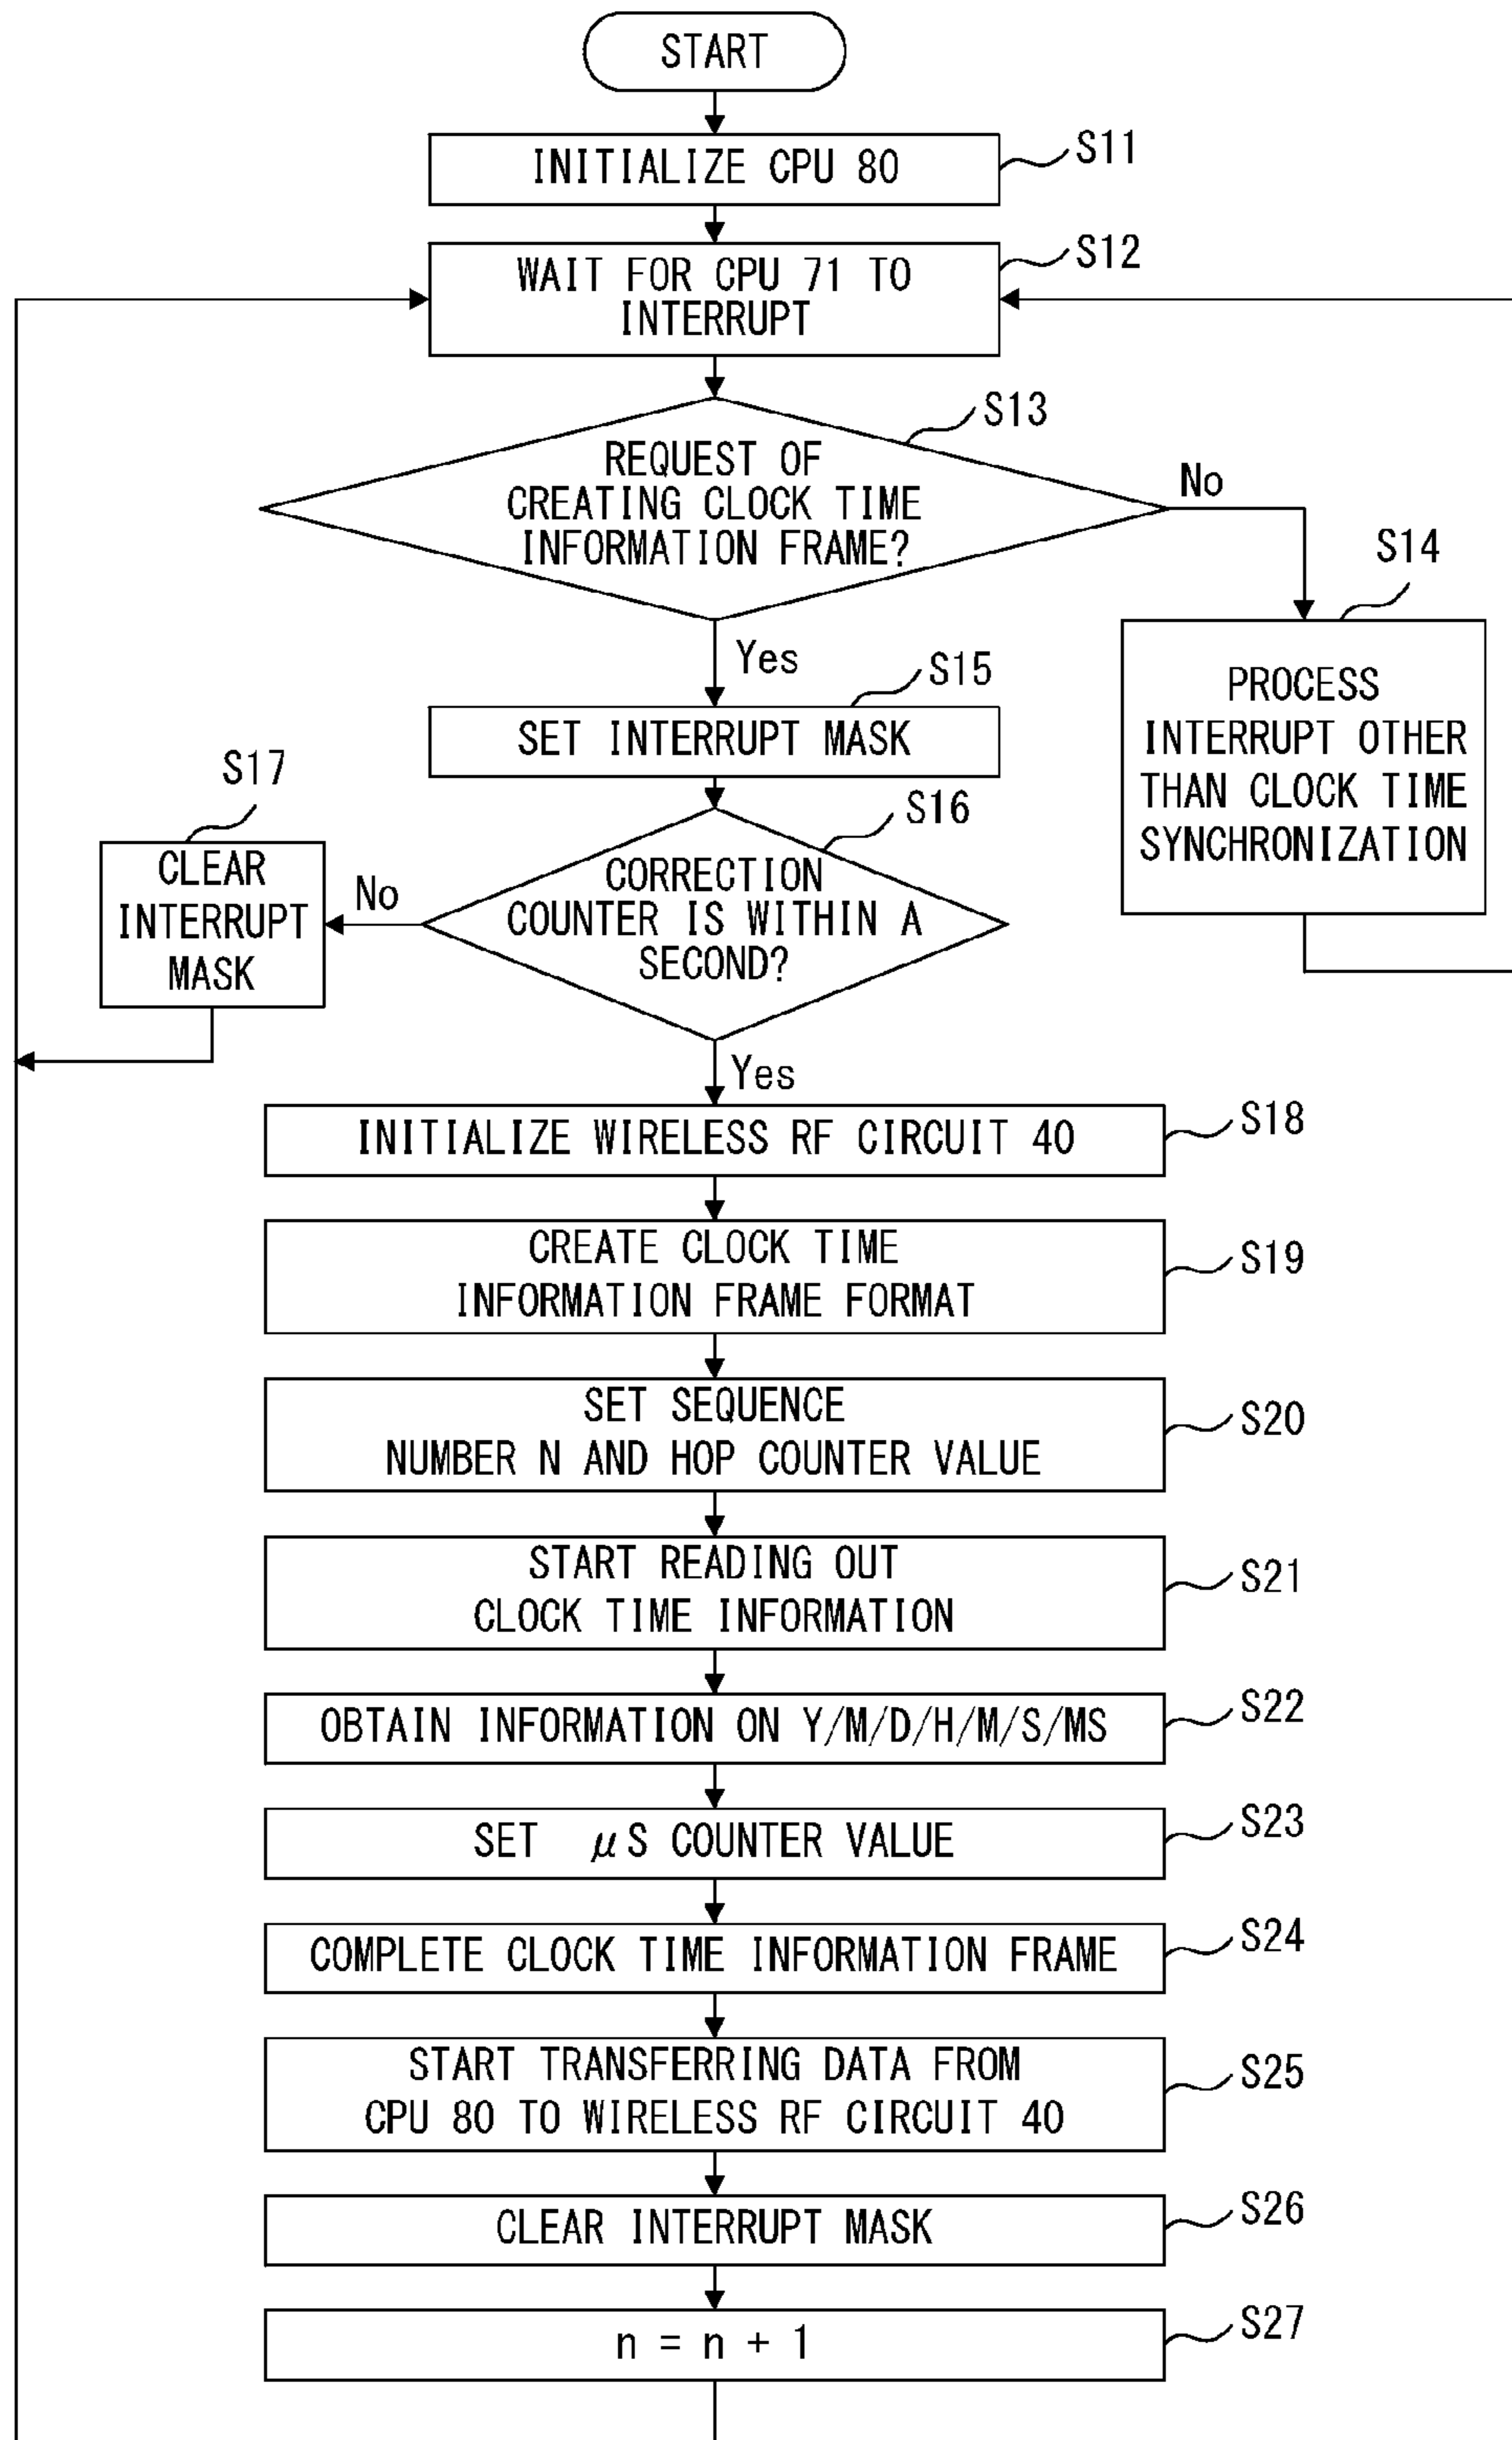 START
INITIALIZE CPU 80
S11
WAIT FOR CPU 71 TO
INTERRUPT
S12
REQUEST OF
CREATING CLOCK TIME
INFORMATION FRAME?
S13
No
S14
PROCESS
INTERRUPT OTHER
THAN CLOCK TIME
SYNCHRONIZATION
Yes
SET INTERRUPT MASK
S15
CORRECTION
COUNTER IS WITHIN A
SECOND?
S16
No
S17
CLEAR
INTERRUPT
MASK
Yes
INITIALIZE WIRELESS RF CIRCUIT 40
S18
CREATE CLOCK TIME
INFORMATION FRAME FORMAT
S19
SET SEQUENCE
NUMBER N AND HOP COUNTER VALUE
S20
START READING OUT
CLOCK TIME INFORMATION
S21
OBTAIN INFORMATION ON Y/M/D/H/M/S/MS
S22
SET μS COUNTER VALUE
S23
COMPLETE CLOCK TIME INFORMATION FRAME
S24
START TRANSFERRING DATA FROM
CPU 80 TO WIRELESS RF CIRCUIT 40
S25
CLEAR INTERRUPT MASK
S26
n = n + 1
S27